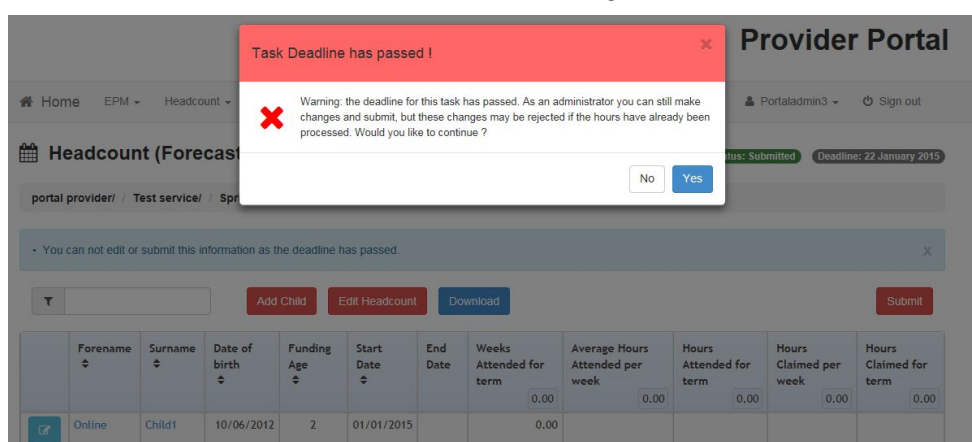 Provider Portal
Task Deadline has passed ! ×
Home EPM Headcount Portaladmin3 Sign out
Warning: the deadline for this task has passed. As an administrator you can still make
changes and submit, but these changes may be rejected if the hours have already been
processed. Would you like to continue ?
No Yes
Headcount (Forecast
tus: Submitted Deadline: 22 January 2015
portal provider/ / Test service/ / Spr
• You can not edit or submit this information as the deadline has passed. X
Add Child Edit Headcount Download Submit
Forename Surname Date of birth Funding Age Start Date End Date Weeks Attended for term Average Hours Attended per week Hours Attended for term Hours Claimed per week Hours Claimed for term
0.00 0.00 0.00 0.00 0.00
Online Child1 10/06/2012 2 01/01/2015 0.00